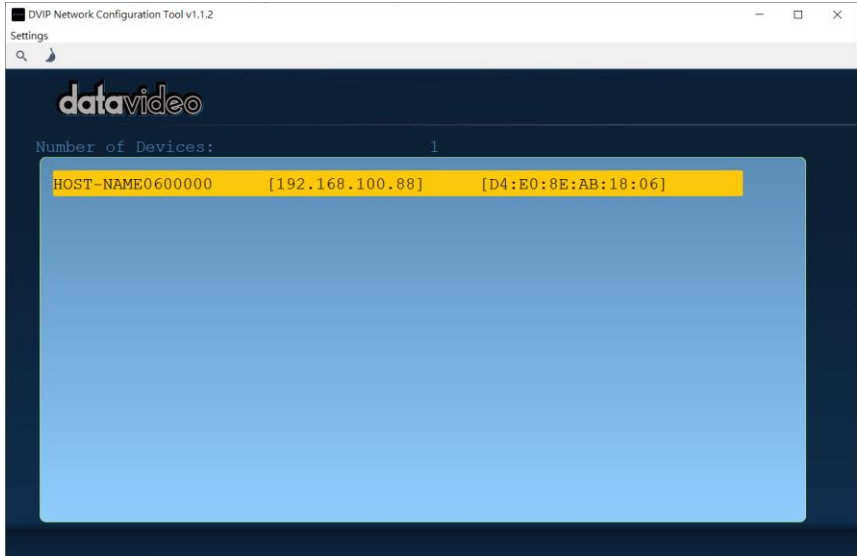 DVIP Network Configuration Tool v1.1.2
Settings
datavideo
Number of Devices: 1
HOST-NAME0600000 [192.168.100.88] [D4:E0:8E:AB:18:06]